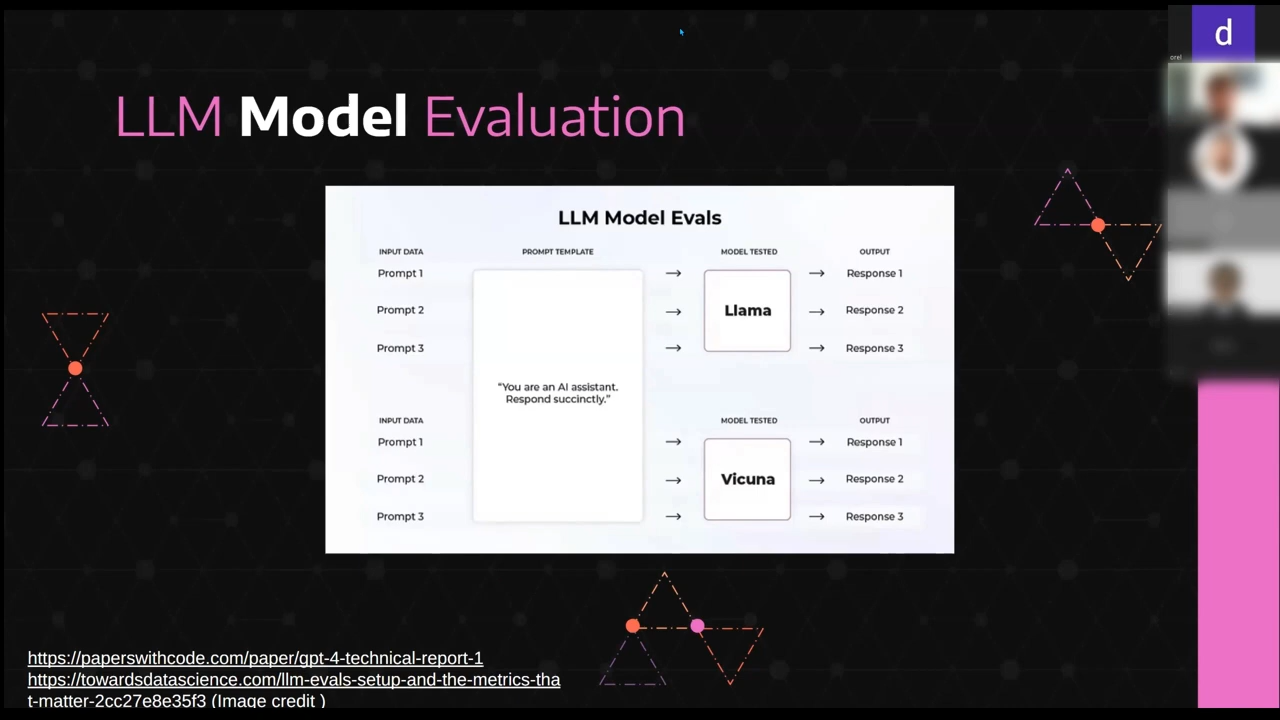 d
orel
LLM Model Evaluation
LLM Model Evals
INPUT DATA PROMPT TEMPLATE MODEL TESTED OUTPUT
Prompt 1 → → Response 1
Prompt 2 → Llama → Response 2
Prompt 3 → → Response 3
“You are an AI assistant.
Respond succinctly.”
INPUT DATA MODEL TESTED OUTPUT
Prompt 1 → → Response 1
Prompt 2 → Vicuna → Response 2
Prompt 3 → → Response 3
https://paperswithcode.com/paper/gpt-4-technical-report-1
https://towardsdatascience.com/llm-evals-setup-and-the-metrics-tha
t-matter-2cc27e8e35f3 (Image credit )